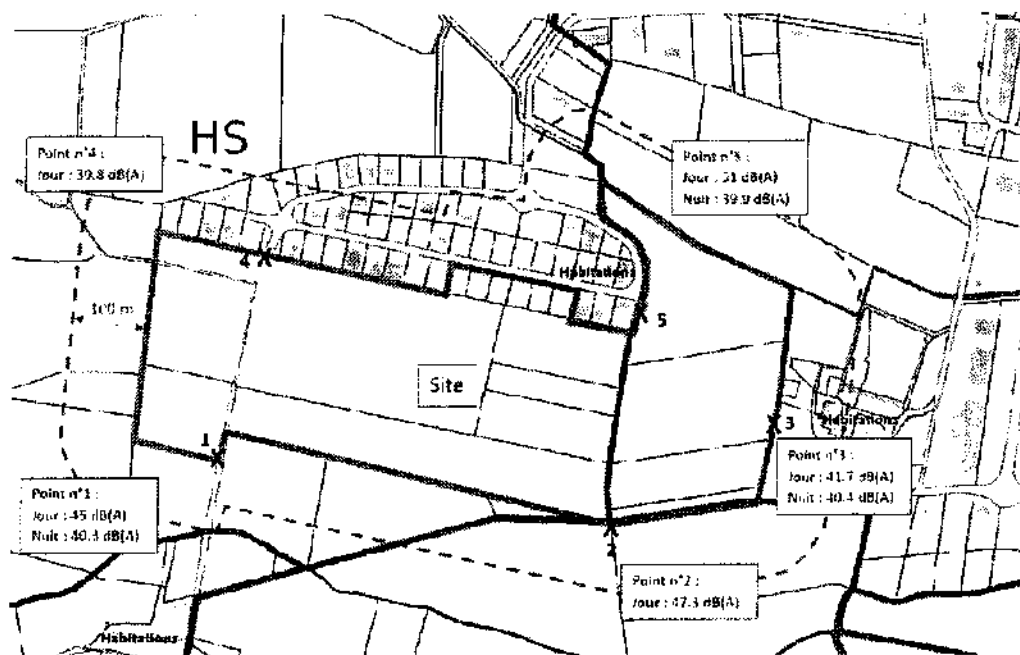 HS
Point n°4 :
Jour : 39.8 dB(A)
Point n°5 :
Jour : 51 dB(A)
Nuit : 39.9 dB(A)
4
Habitations
100 m
5
Site
1
3
Habitations
Point n°3 :
Jour : 41.7 dB(A)
Nuit : 40.4 dB(A)
Point n°1 :
Jour : 45 dB(A)
Nuit : 40.3 dB(A)
2
Point n°2 :
Jour : 47.3 dB(A)
Habitations